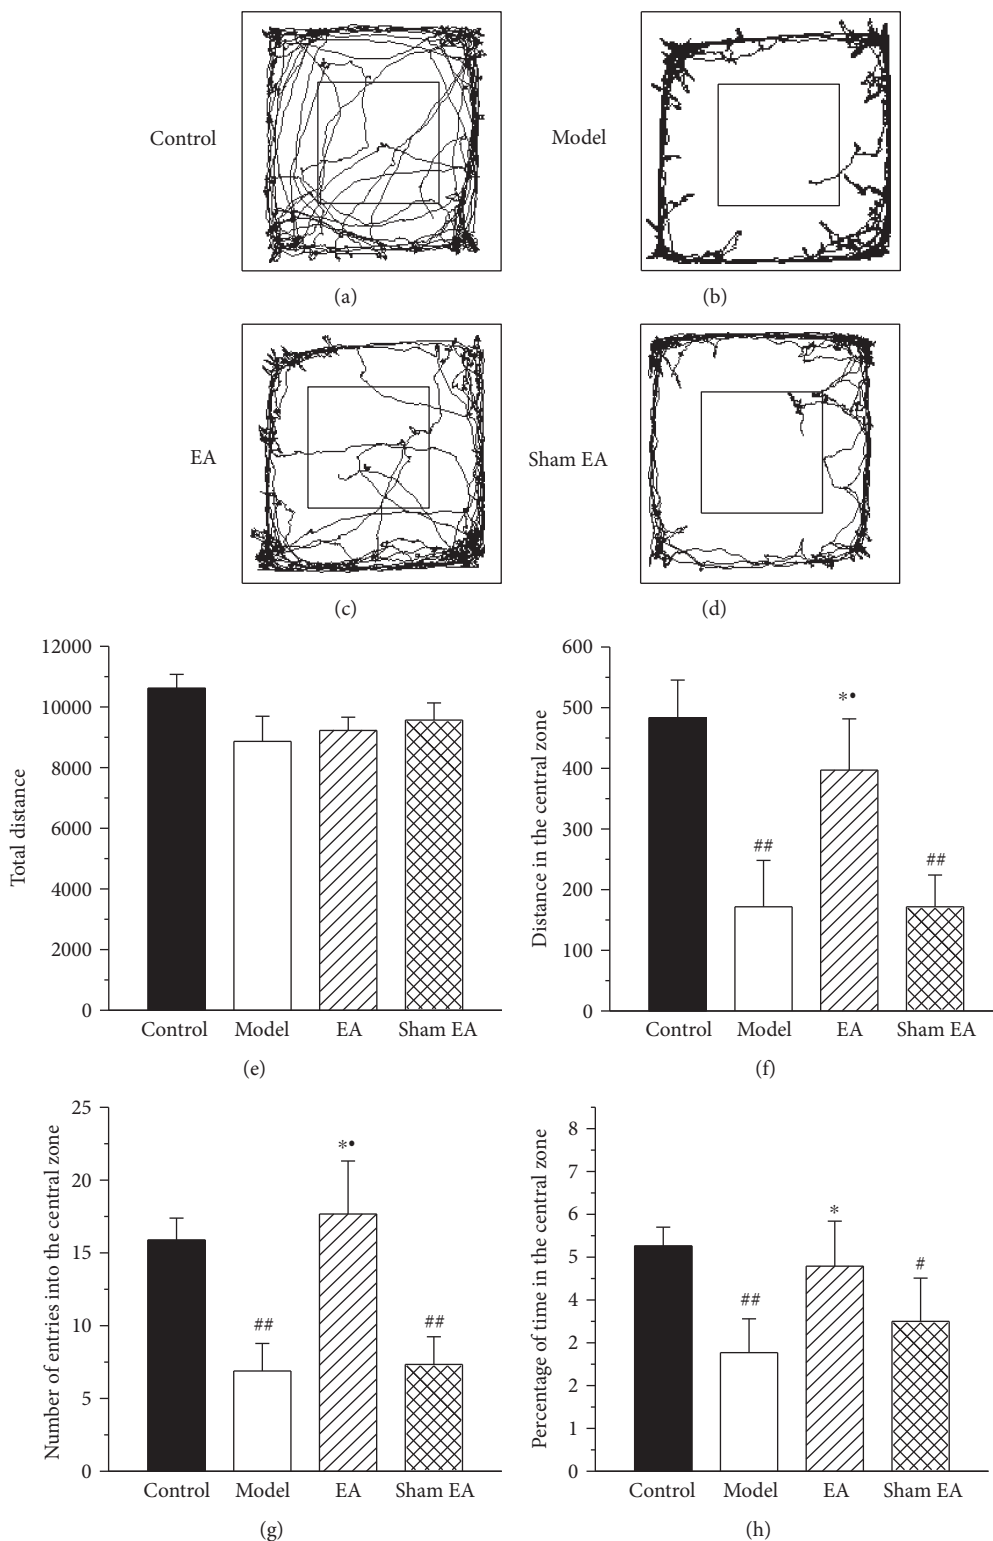 Control
(a)
Model
(b)
EA
(c)
Sham EA
(d)
Total distance
12000
10000
8000
6000
4000
2000
0
Control Model EA Sham EA
(e)
Distance in the central zone
600
500
400
300
200
100
0
##
*•
##
Control Model EA Sham EA
(f)
Number of entries into the central zone
25
20
15
10
5
0
##
*•
##
Control Model EA Sham EA
(g)
Percentage of time in the central zone
8
7
6
5
4
2
2
1
0
##
*
#
Control Model EA Sham EA
(h)